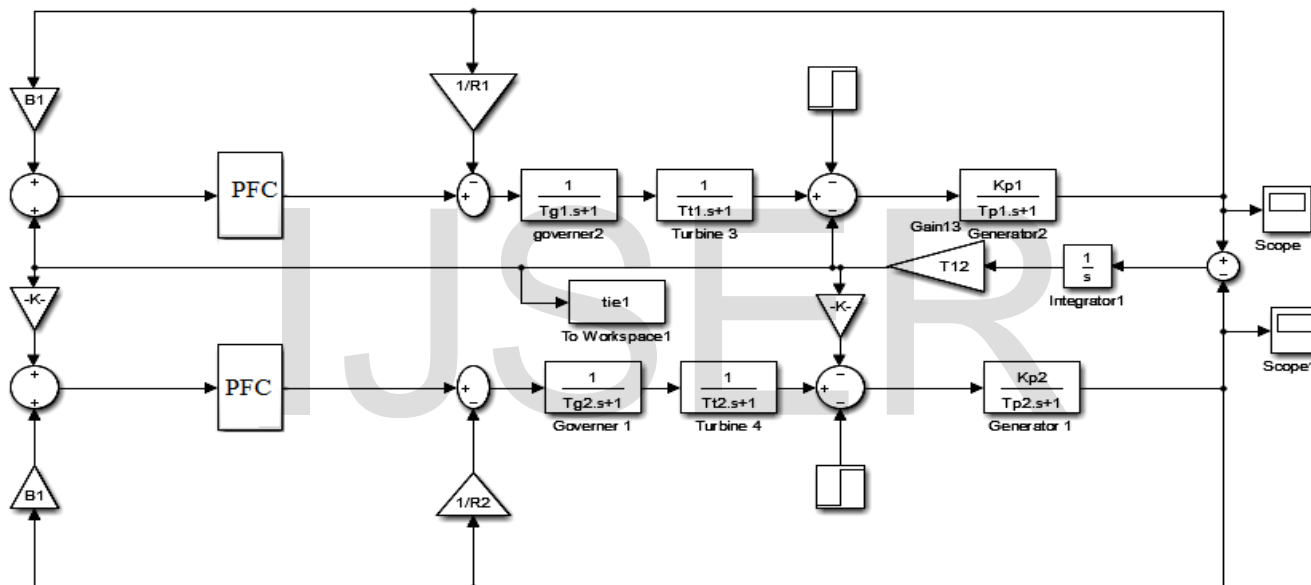 1/R1
B1
PFC
1
Tg1.s+1
governer2
1
Tt1.s+1
Turbine 3
Kp1
Tp1.s+1
Generator2
Scope
Gain13
T12
1
s
Integrator1
-K-
tie1
To Workspace1
-K-
Scope1
PFC
1
Tg2.s+1
Governer 1
1
Tt2.s+1
Turbine 4
Kp2
Tp2.s+1
Generator 1
B1
1/R2
IJSER